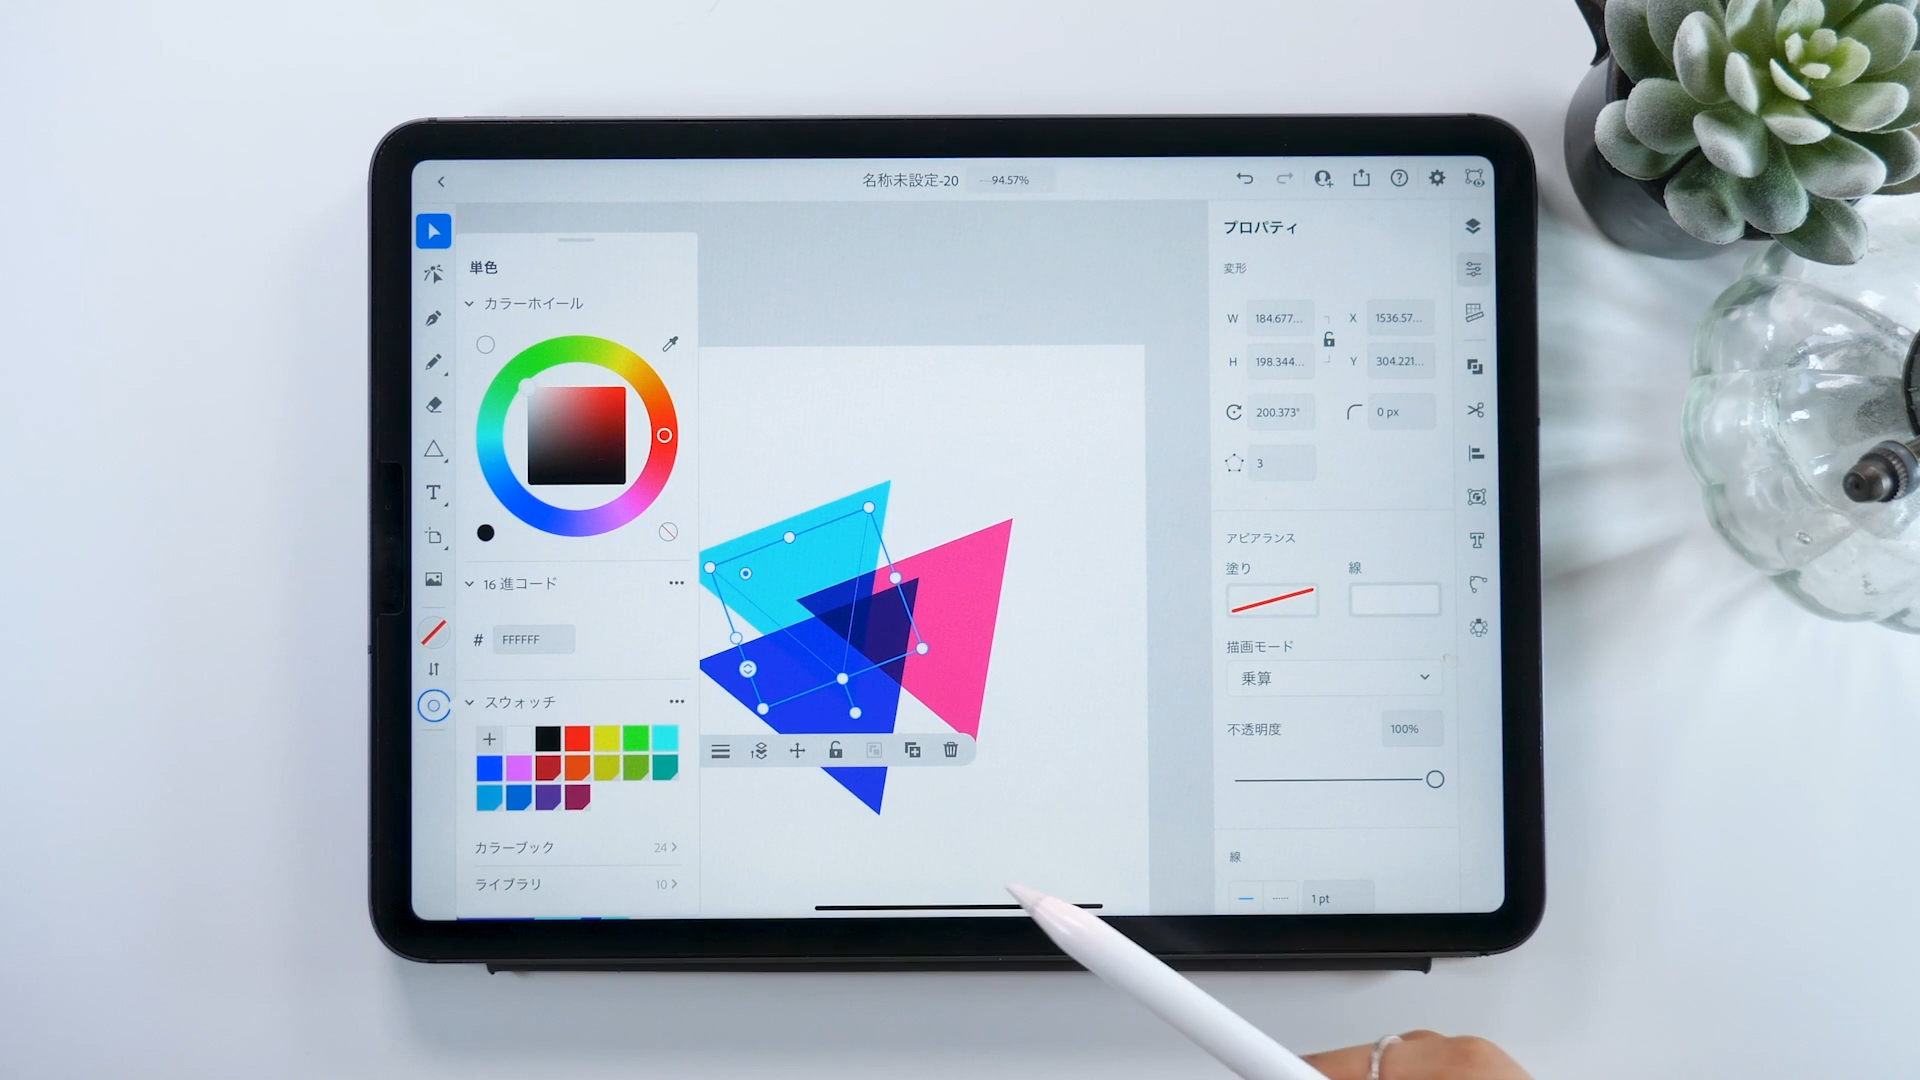 名称未設定-20 94.57%
単色
カラーホイール
16 進コード
# FFFFFF
スウォッチ
カラーブック 24
ライブラリ 10
プロパティ
変形
W 184.677... X 1536.57...
H 198.344... Y 304.221...
200.373° 0 px
3
アピアランス
塗り 線
描画モード
乗算
不透明度 100%
線
1 pt